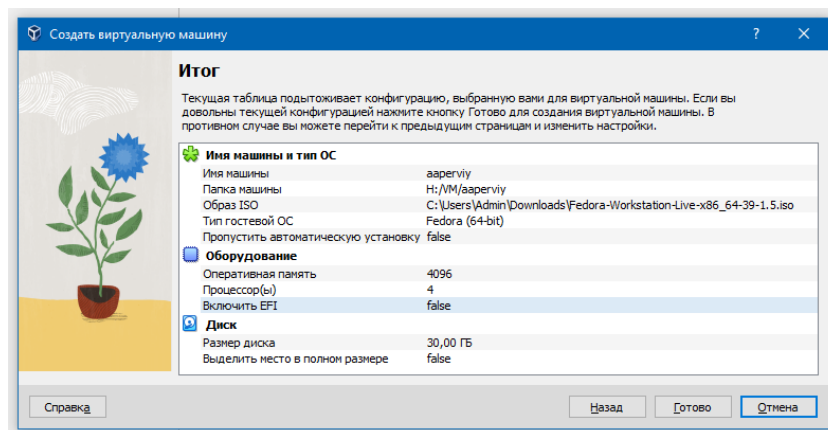 Создать виртуальную машину
?
Итог
Текущая таблица подытоживает конфигурацию, выбранную вами для виртуальной машины. Если вы
довольны текущей конфигурацией нажмите кнопку Готово для создания виртуальной машины. В
противном случае вы можете перейти к предыдущим страницам и изменить настройки.
Имя машины и тип ОС
Имя машины aaperviy
Папка машины H:/VM/aaperviy
Образ ISO C:\Users\Admin\Downloads\Fedora-Workstation-Live-x86_64-39-1.5.iso
Тип гостевой ОС Fedora (64-bit)
Пропустить автоматическую установку false
Оборудование
Оперативная память 4096
Процессор(ы) 4
Включить EFI false
Диск
Размер диска 30,00 ГБ
Выделить место в полном размере false
Справка Назад Готово Отмена